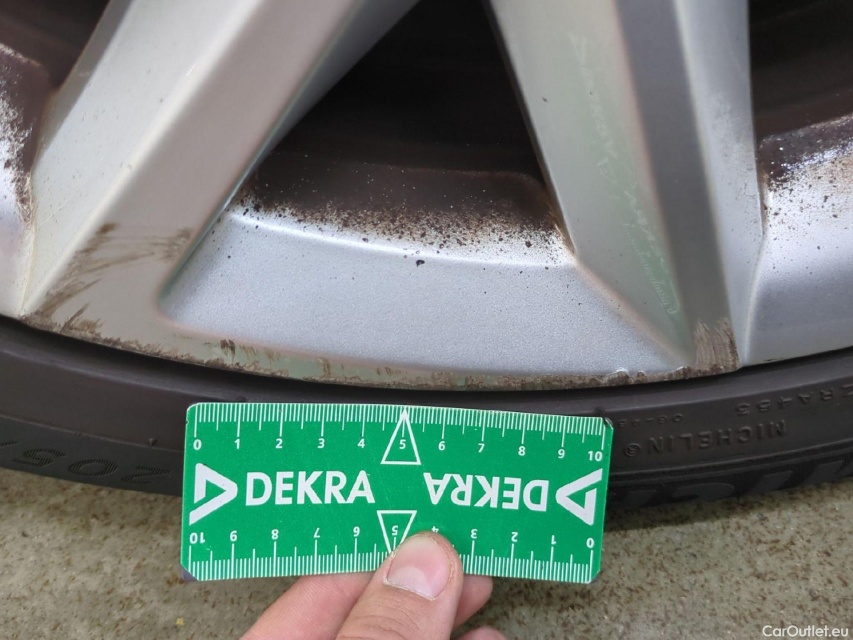 205/
MICHELIN
0 1 2 3 4 5 6 7 8 9 10
DEKRA DEKRA
10 9 8 7 6 5 4 3 2 1 0
CarOutlet.eu